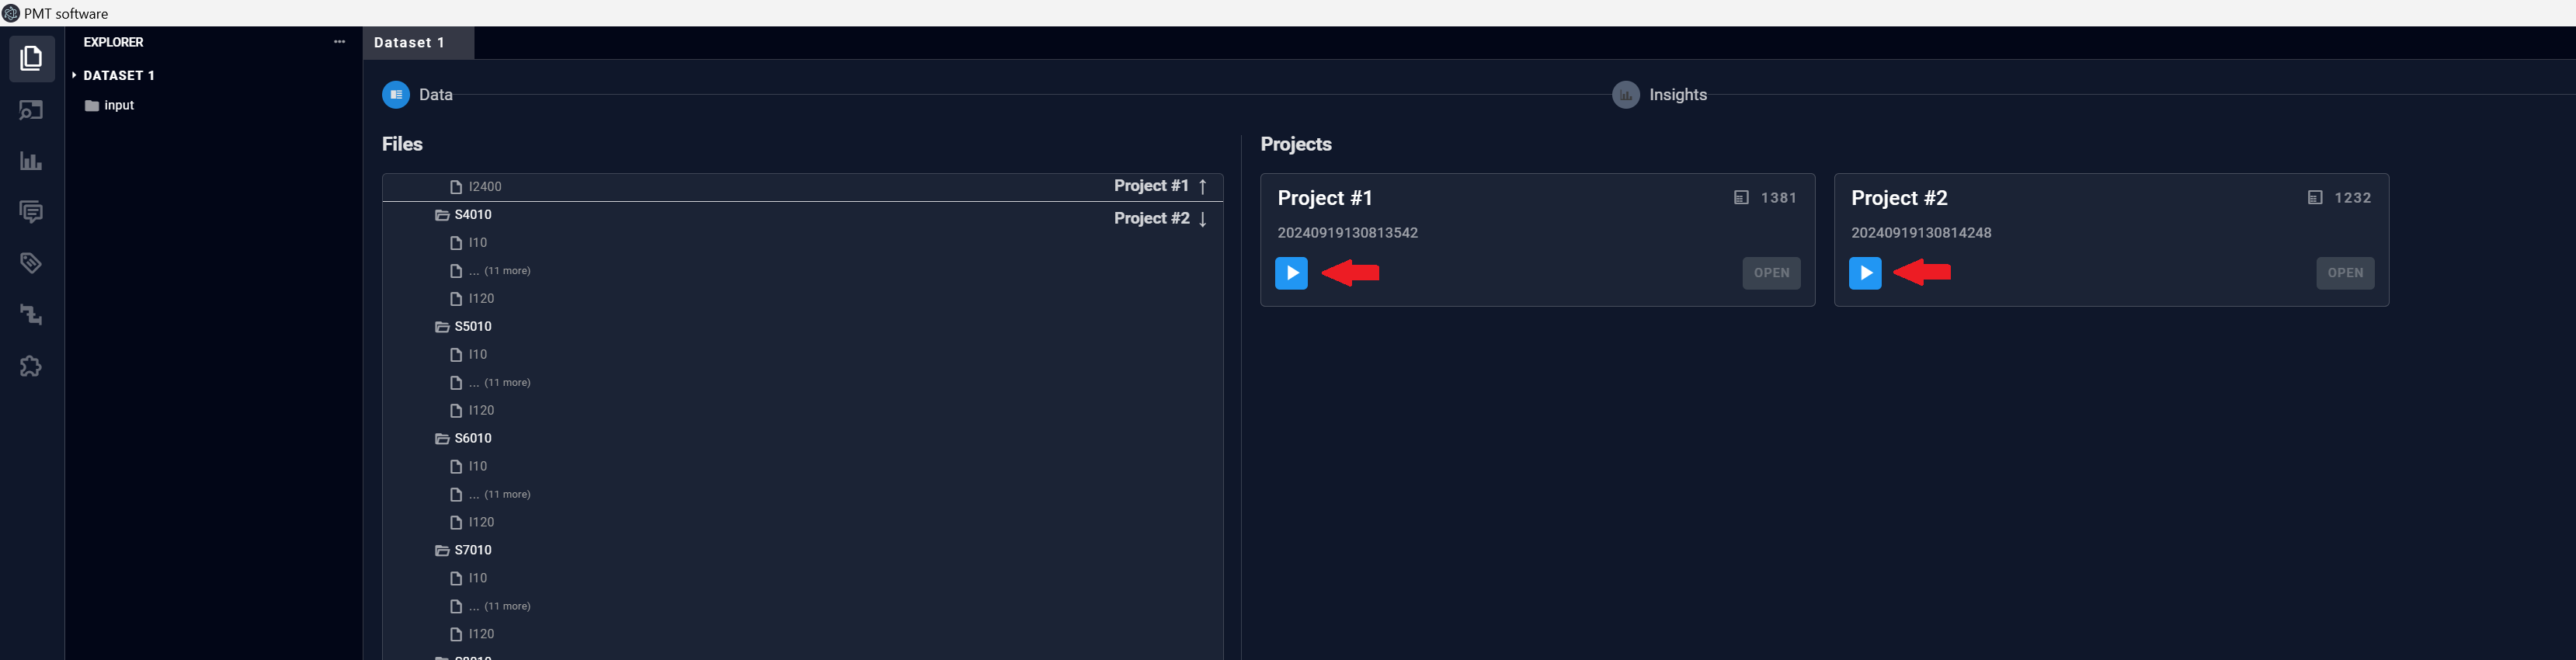 PMT software
EXPLORER
DATASET 1
input
Dataset 1
Data
Insights
Files
I2400
Project #1 ↑
S4010
Project #2 ↓
I10
... (11 more)
I120
S5010
I10
... (11 more)
I120
S6010
I10
... (11 more)
I120
S7010
I10
... (11 more)
I120
Projects
Project #1
1381
20240919130813542
OPEN
Project #2
1232
20240919130814248
OPEN